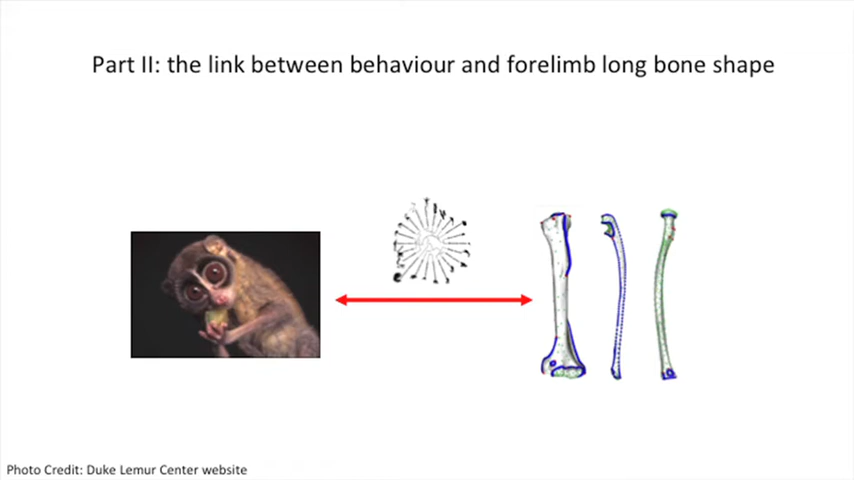 Part II: the link between behaviour and forelimb long bone shape
Photo Credit: Duke Lemur Center website